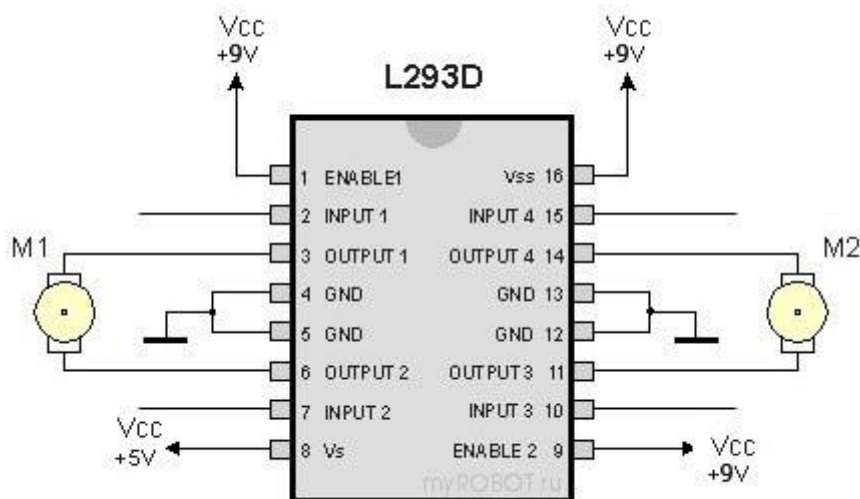 Vcc
+9V
Vcc
+9V
L293D
1 ENABLE1
Vss 16
2 INPUT 1
INPUT 4 15
M1
3 OUTPUT 1
OUTPUT 4 14
M2
4 GND
GND 13
5 GND
GND 12
6 OUTPUT 2
OUTPUT 3 11
7 INPUT 2
INPUT 3 10
Vcc
+5V
8 Vs
ENABLE 2 9
Vcc
+9V
myROBOT.ru